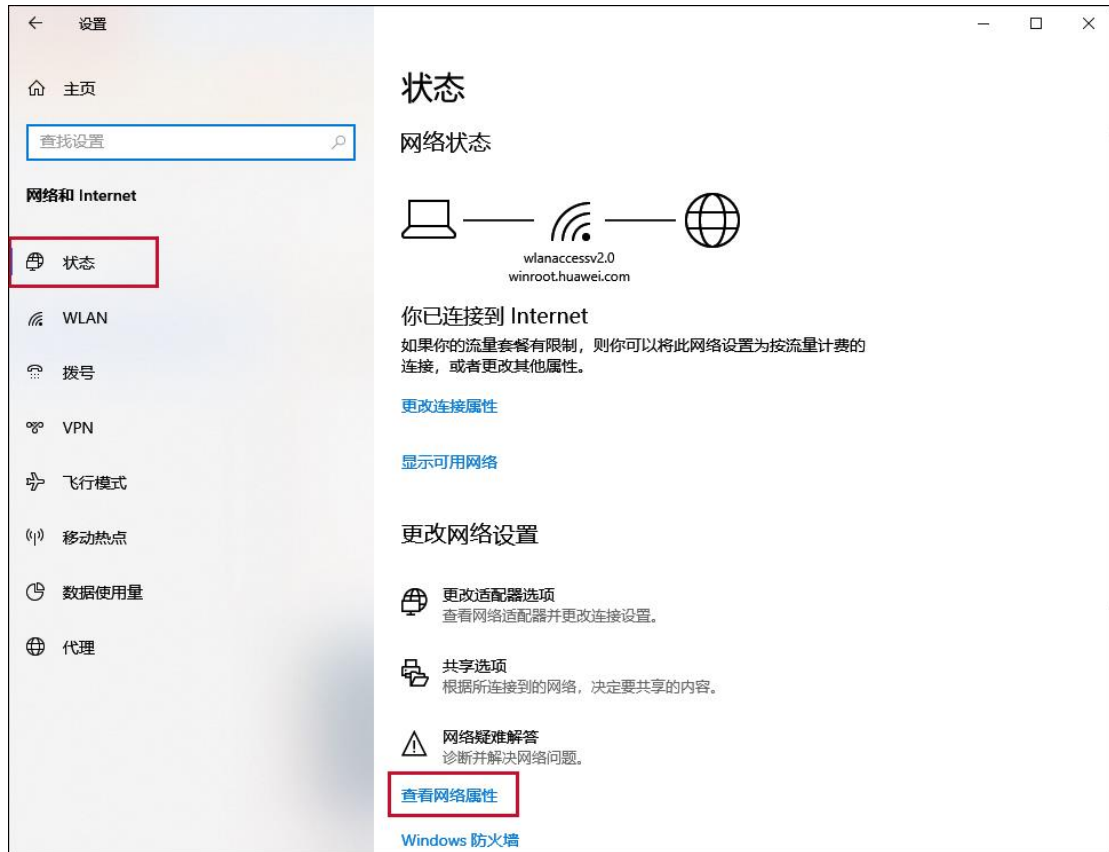 设置
主页
查找设置
网络和 Internet
状态
WLAN
拨号
VPN
飞行模式
移动热点
数据使用量
代理
状态
网络状态
wlanaccessv2.0
winroot.huawei.com
你已连接到 Internet
如果你的流量套餐有限制，则你可以将此网络设置为按流量计费的
连接，或者更改其他属性。
更改连接属性
显示可用网络
更改网络设置
更改适配器选项
查看网络适配器并更改连接设置。
共享选项
根据所连接到的网络，决定要共享的内容。
网络疑难解答
诊断并解决网络问题。
查看网络属性
Windows 防火墙